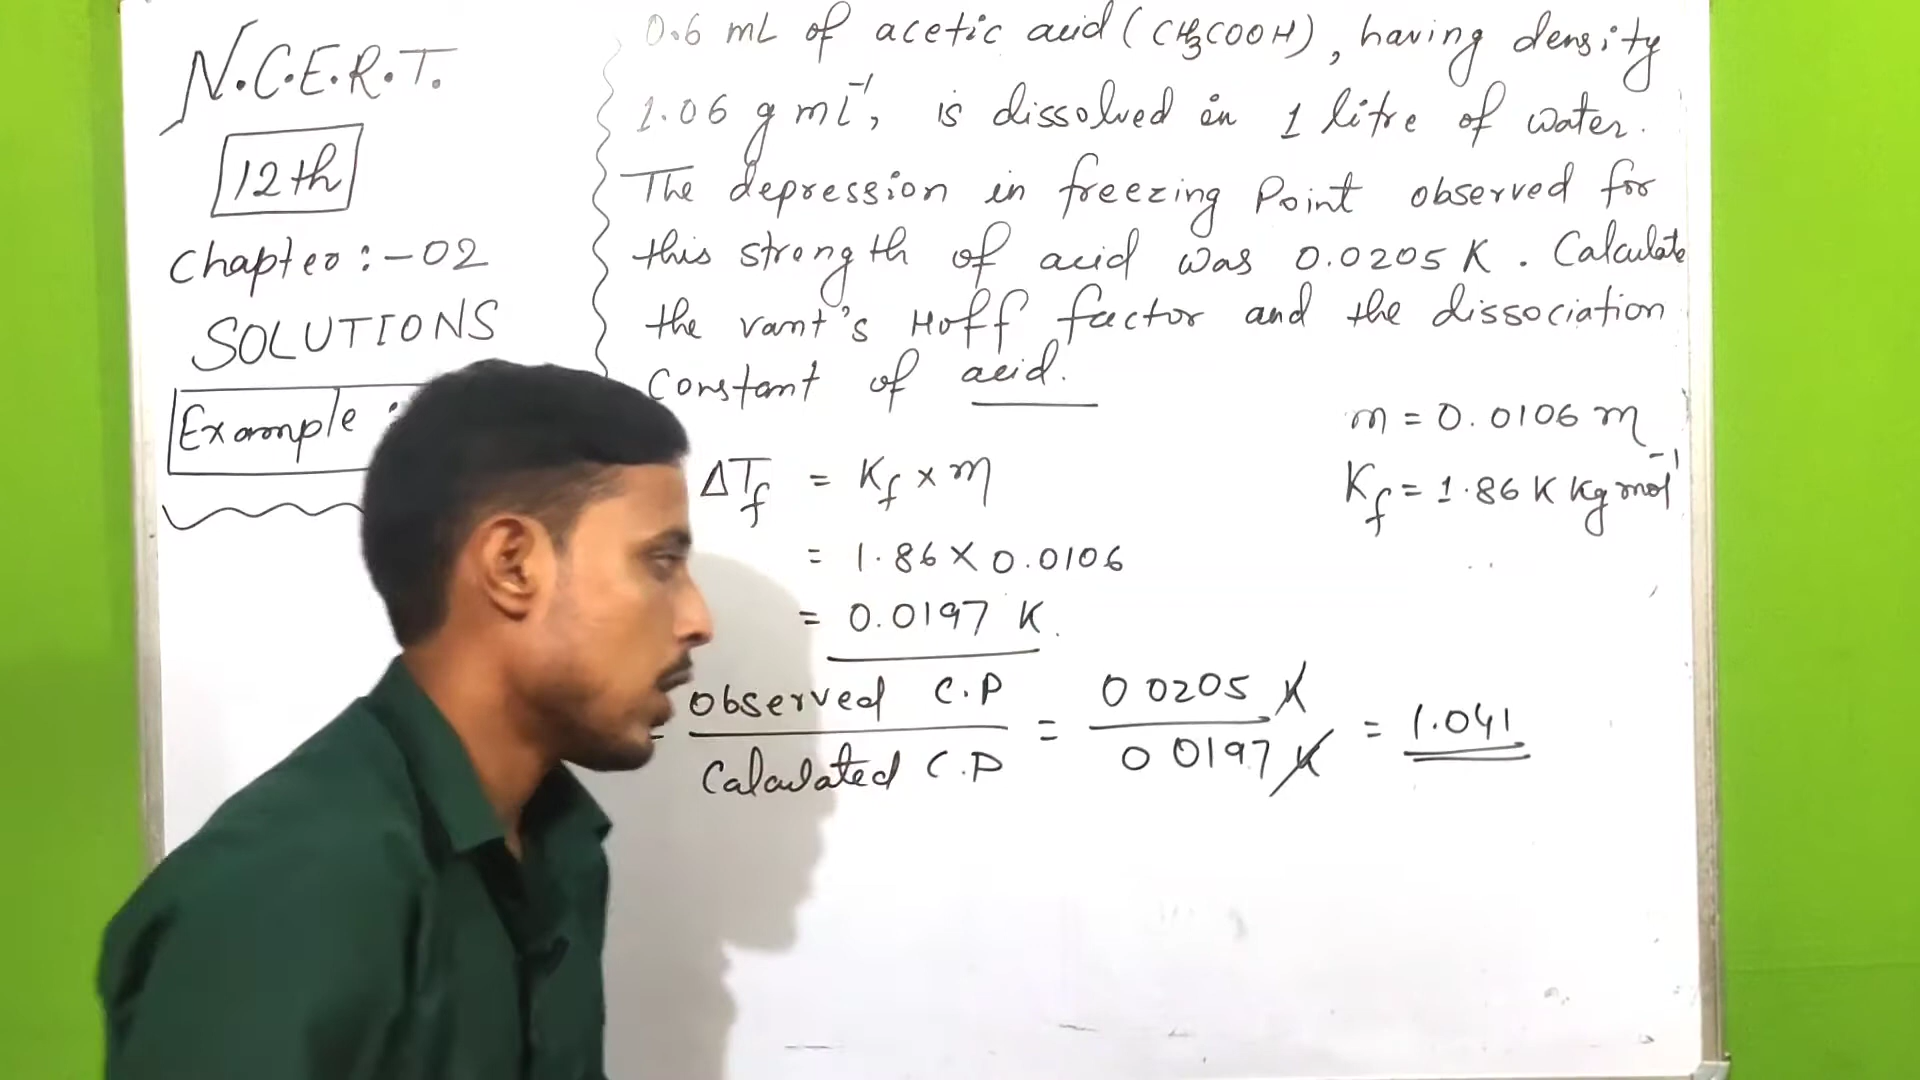 N.C.E.R.T.
12th
Chapter :- 02
SOLUTIONS
Example :
0.6 mL of acetic acid (CH3COOH), having density
1.06 g ml⁻¹, is dissolved in 1 litre of water.
The depression in freezing Point observed for
this strength of acid was 0.0205 K . Calculate
the vant's Hoff factor and the dissociation
Constant of acid.
m = 0.0106 m
Kf = 1.86 K Kg mol⁻¹
ΔTf = Kf × m
= 1.86 × 0.0106
= 0.0197 K.
Observed C.P / Calculated C.P = 0 0205 K / 0 0197 K = 1.041